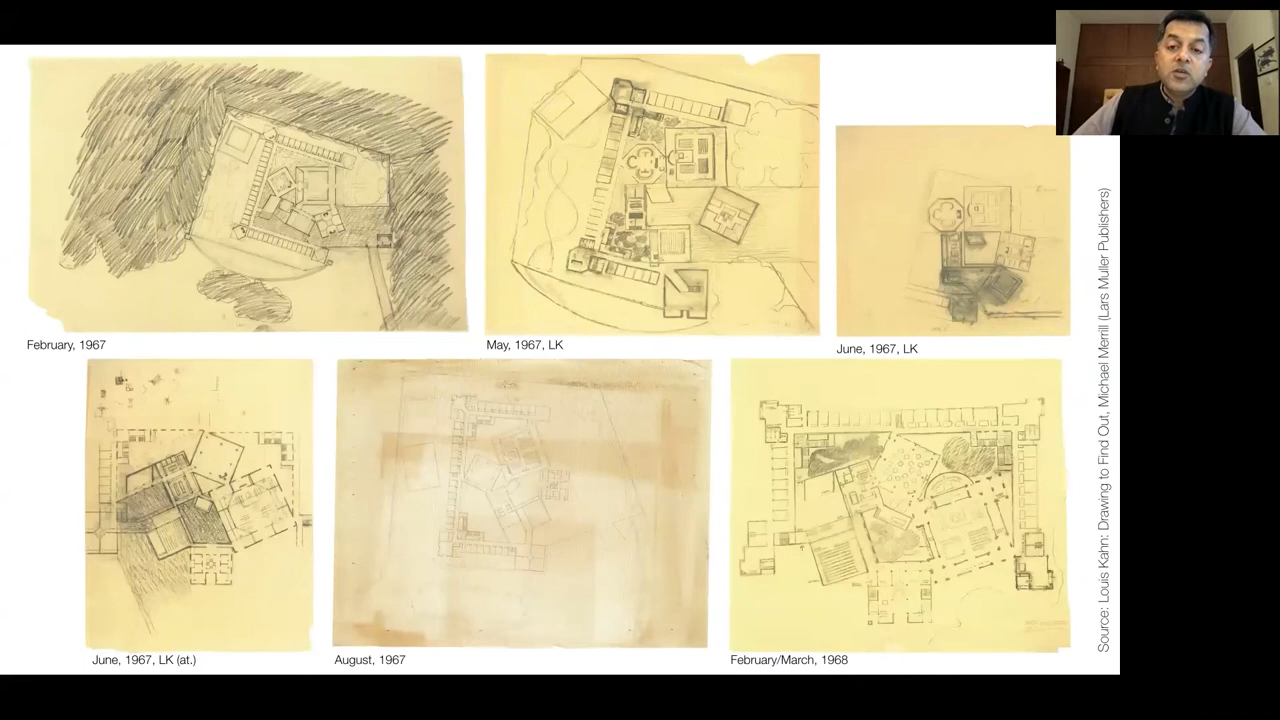 February, 1967
May, 1967, LK
June, 1967, LK
June, 1967, LK (at.)
August, 1967
February/March, 1968
Source: Louis Kahn: Drawing to Find Out, Michael Merrill (Lars Muller Publishers)